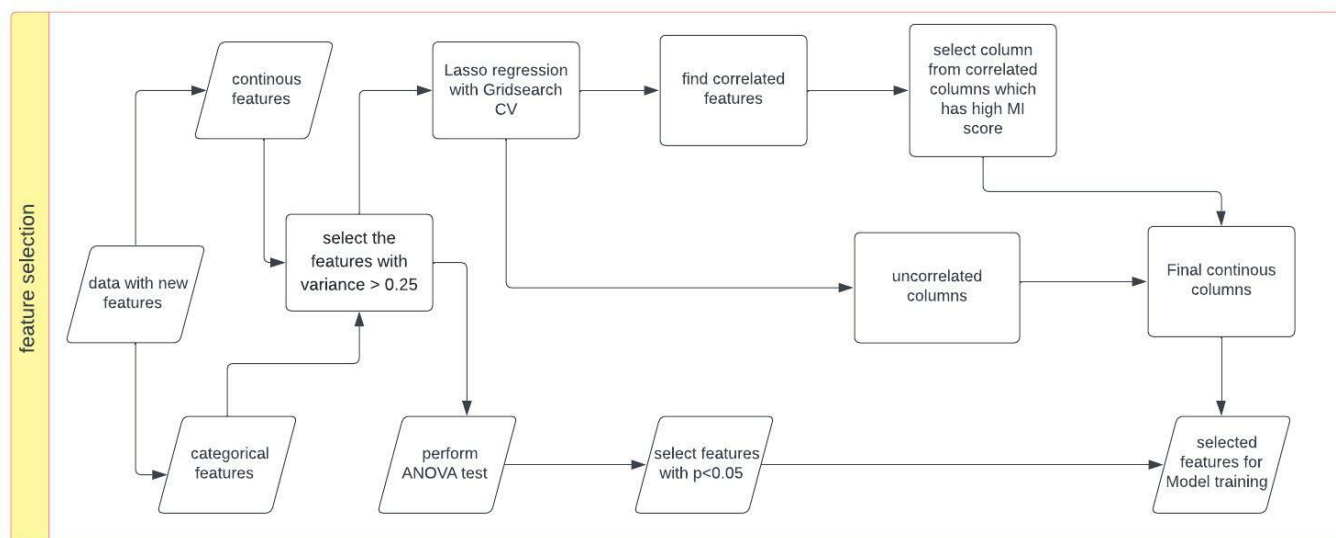 feature selection
continous
features
Lasso regression
with Gridsearch
CV
find correlated
features
select column
from correlated
columns which
has high MI
score
data with new
features
select the
features with
variance > 0.25
uncorrelated
columns
Final continous
columns
categorical
features
perform
ANOVA test
select features
with p<0.05
selected
features for
Model training